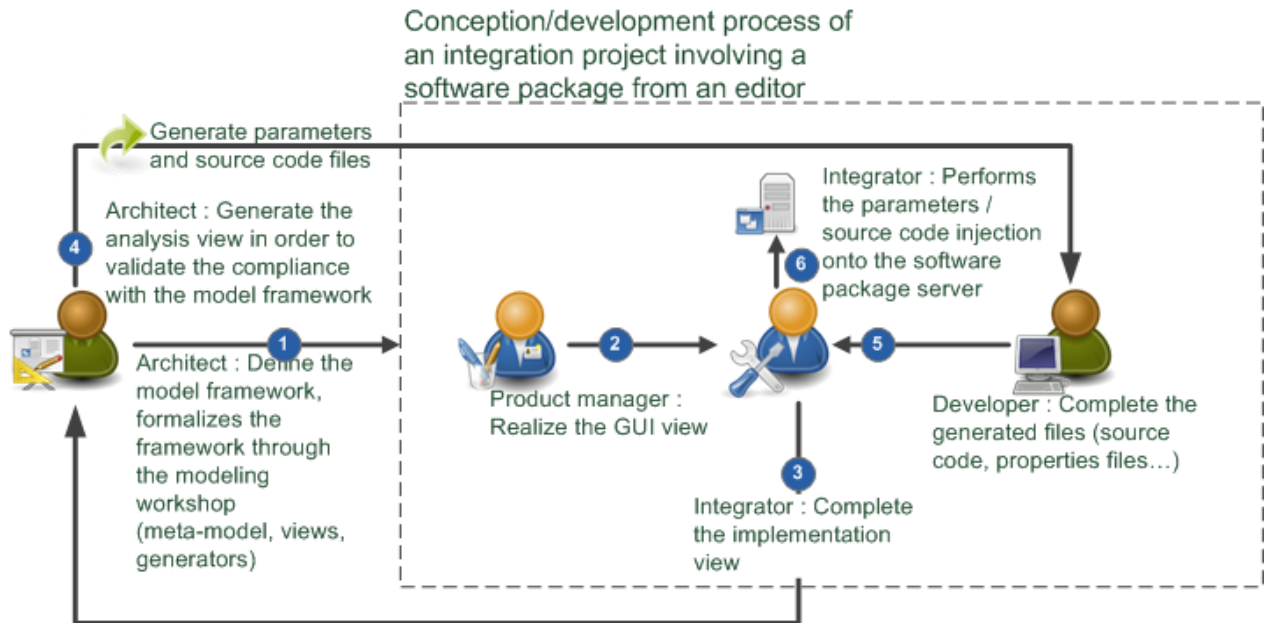 Conception/development process of
an integration project involving a
software package from an editor
Generate parameters
and source code files
4
Architect : Generate the
analysis view in order to
validate the compliance
with the model framework
1
Architect : Define the
model framework,
formalizes the
framework through
the modeling
workshop
(meta-model, views,
generators)
2
Product manager :
Realize the GUI view
Integrator : Performs
the parameters /
source code injection
onto the software
package server
6
5
Developer : Complete the
generated files (source
code, properties files…)
3
Integrator : Complete
the implementation
view